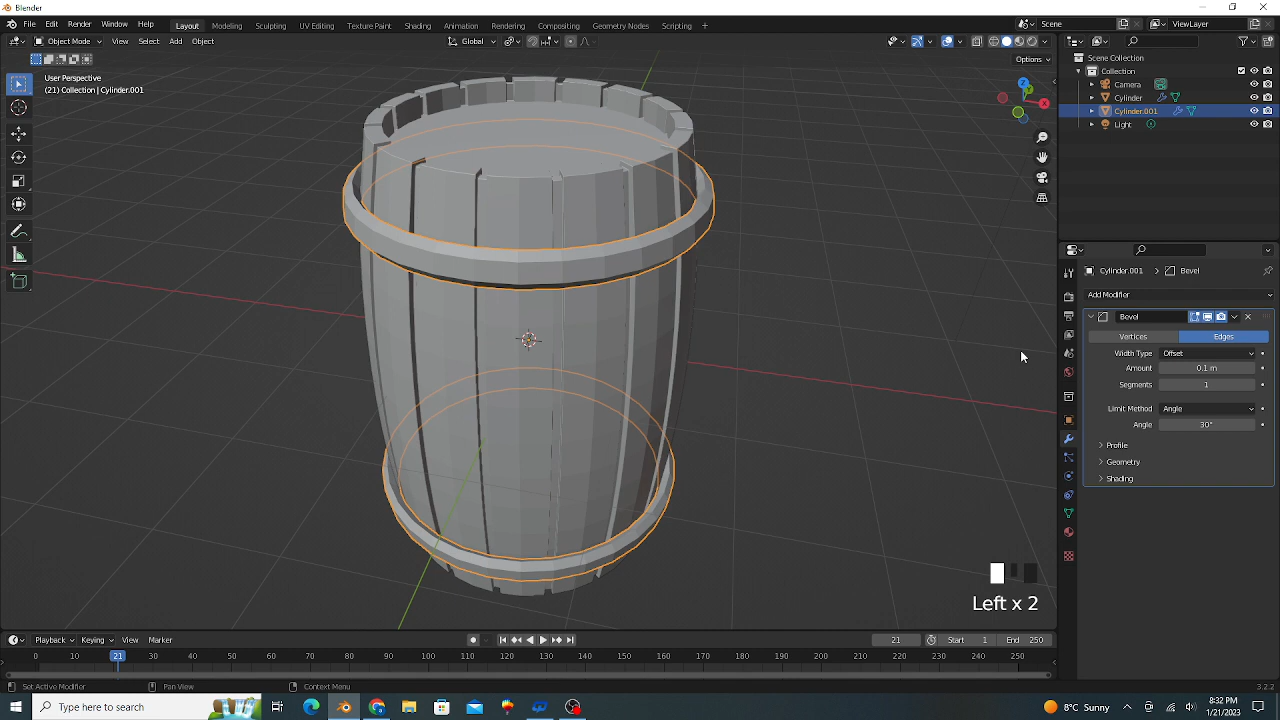 Blender
File Edit Render Window Help Layout Modeling Sculpting UV Editing Texture Paint Shading Animation Rendering Compositing Geometry Nodes Scripting + Scene ViewLayer
Object Mode View Select Add Object Global
Options
User Perspective
(21) Collection | Cylinder.001
Scene Collection
Collection
Camera
Cylinder
Cylinder.001
Light
Cylinder.001 > Bevel
Add Modifier
Bevel
Vertices Edges
Width Type Offset
Amount 0.1 m
Segments 1
Limit Method Angle
Angle 30°
Profile
Geometry
Shading
Left x 2
Playback Keying View Marker 21 Start 1 End 250
0 10 21 30 40 50 60 70 80 90 100 110 120 130 140 150 160 170 180 190 200 210 220 230 240 250
Set Active Modifier Pan View Context Menu 3.2.2
Type here to search 8°C Sunny 8:32 PM
1/21/2023